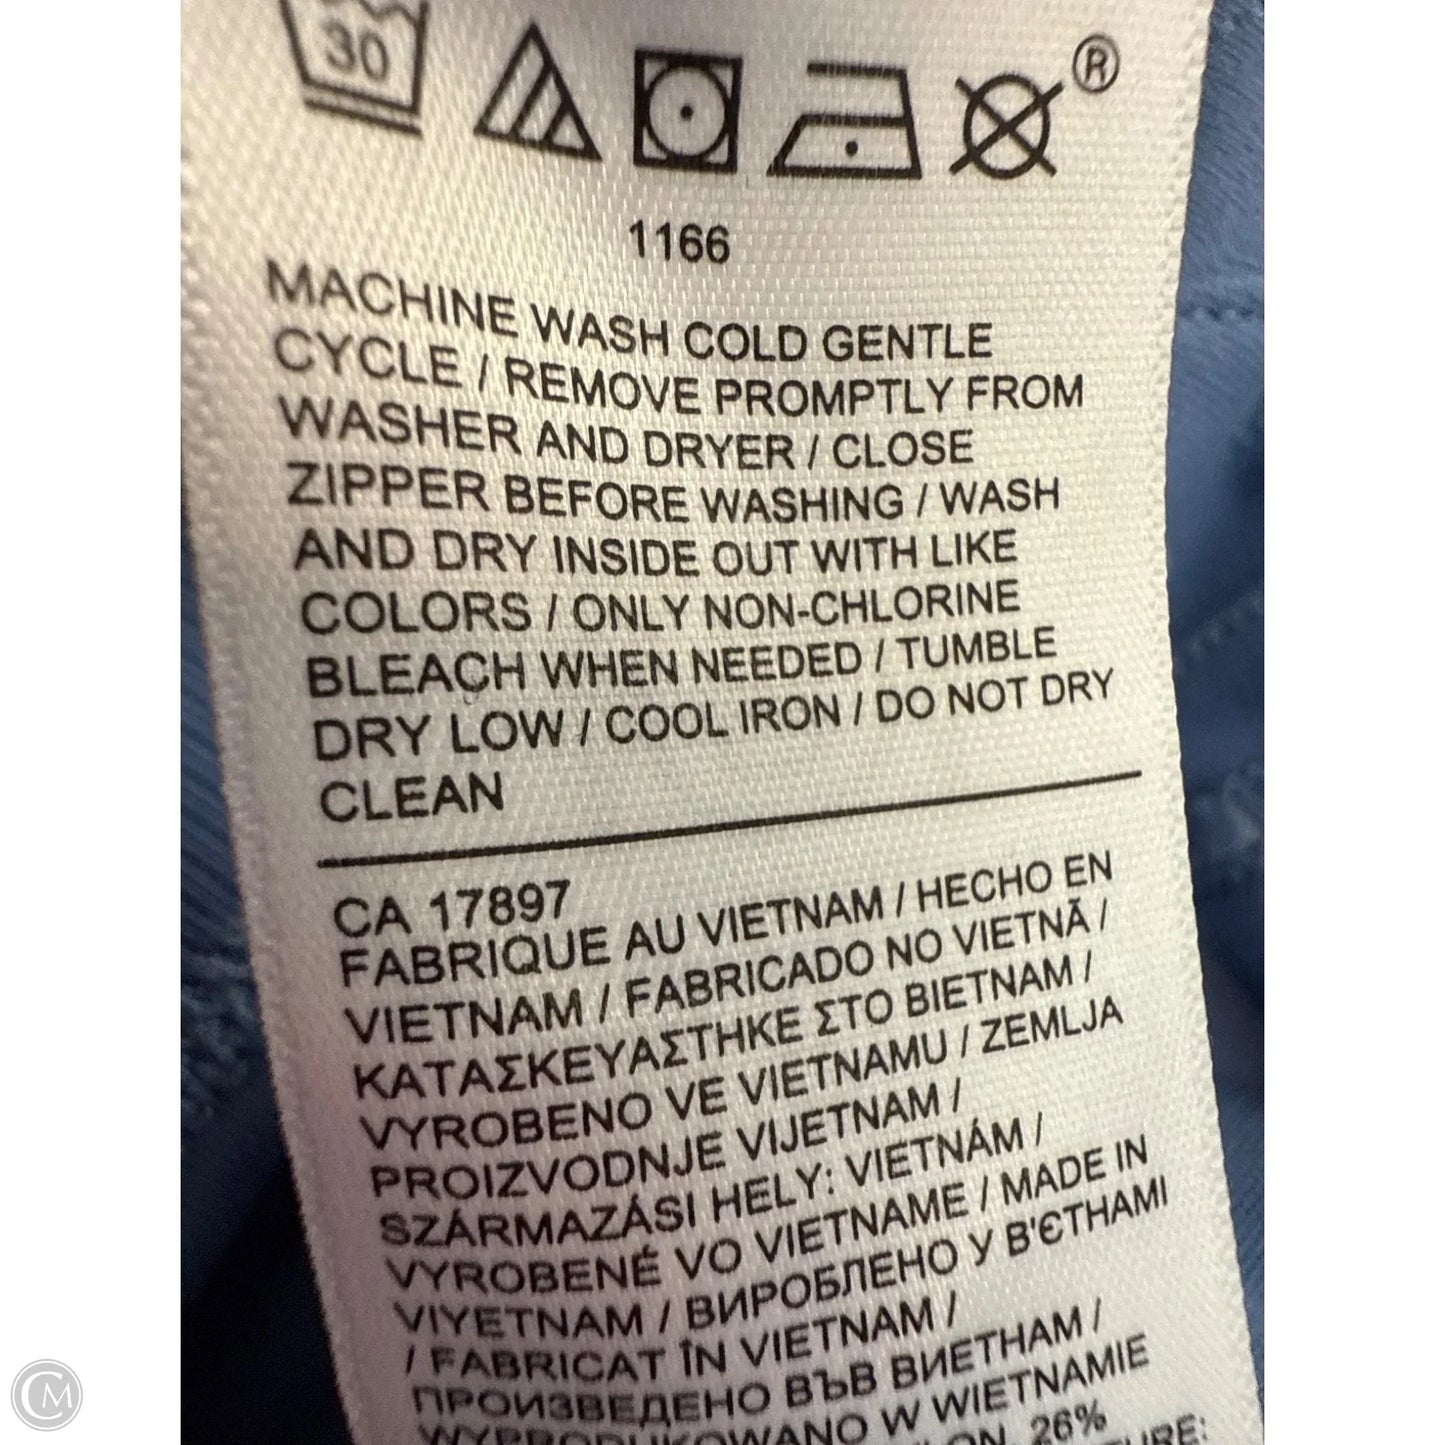 30
®
1166
MACHINE WASH COLD GENTLE
CYCLE / REMOVE PROMPTLY FROM
WASHER AND DRYER / CLOSE
ZIPPER BEFORE WASHING / WASH
AND DRY INSIDE OUT WITH LIKE
COLORS / ONLY NON-CHLORINE
BLEACH WHEN NEEDED / TUMBLE
DRY LOW / COOL IRON / DO NOT DRY
CLEAN
CA 17897
FABRIQUE AU VIETNAM / HECHO EN
VIETNAM / FABRICADO NO VIETNÃ /
ΚΑΤΑΣΚΕΥΑΣΤΗΚΕ ΣΤΟ ΒΙΕΤΝΑΜ /
VYROBENO VE VIETNAMU / ZEMLJA
PROIZVODNJE VIJETNAM /
SZÁRMAZÁSI HELY: VIETNÁM /
VYROBENÉ VO VIETNAME / MADE IN
VIYETNAM / ВИРОБЛЕНО У В'ЄТНАМІ
/ FABRICAT ÎN VIETNAM /
ПРОИЗВЕДЕНО ВЪВ ВИЕТНАМ /
WYPRODUKOWANO W WIETNAMIE
26%
CM